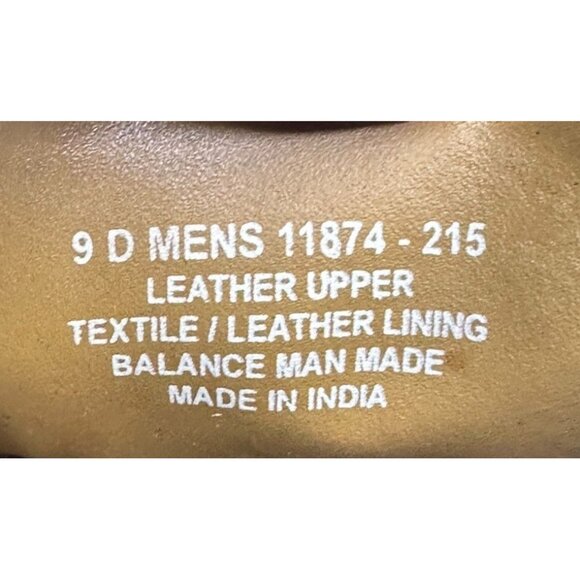 9 D MENS 11874 - 215
LEATHER UPPER
TEXTILE / LEATHER LINING
BALANCE MAN MADE
MADE IN INDIA